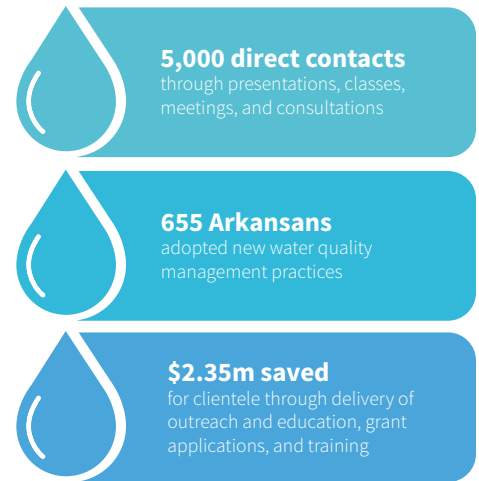 5,000 direct contacts
through presentations, classes,
meetings, and consultations
655 Arkansans
adopted new water quality
management practices
$2.35m saved
for clientele through delivery of
outreach and education, grant
applications, and training